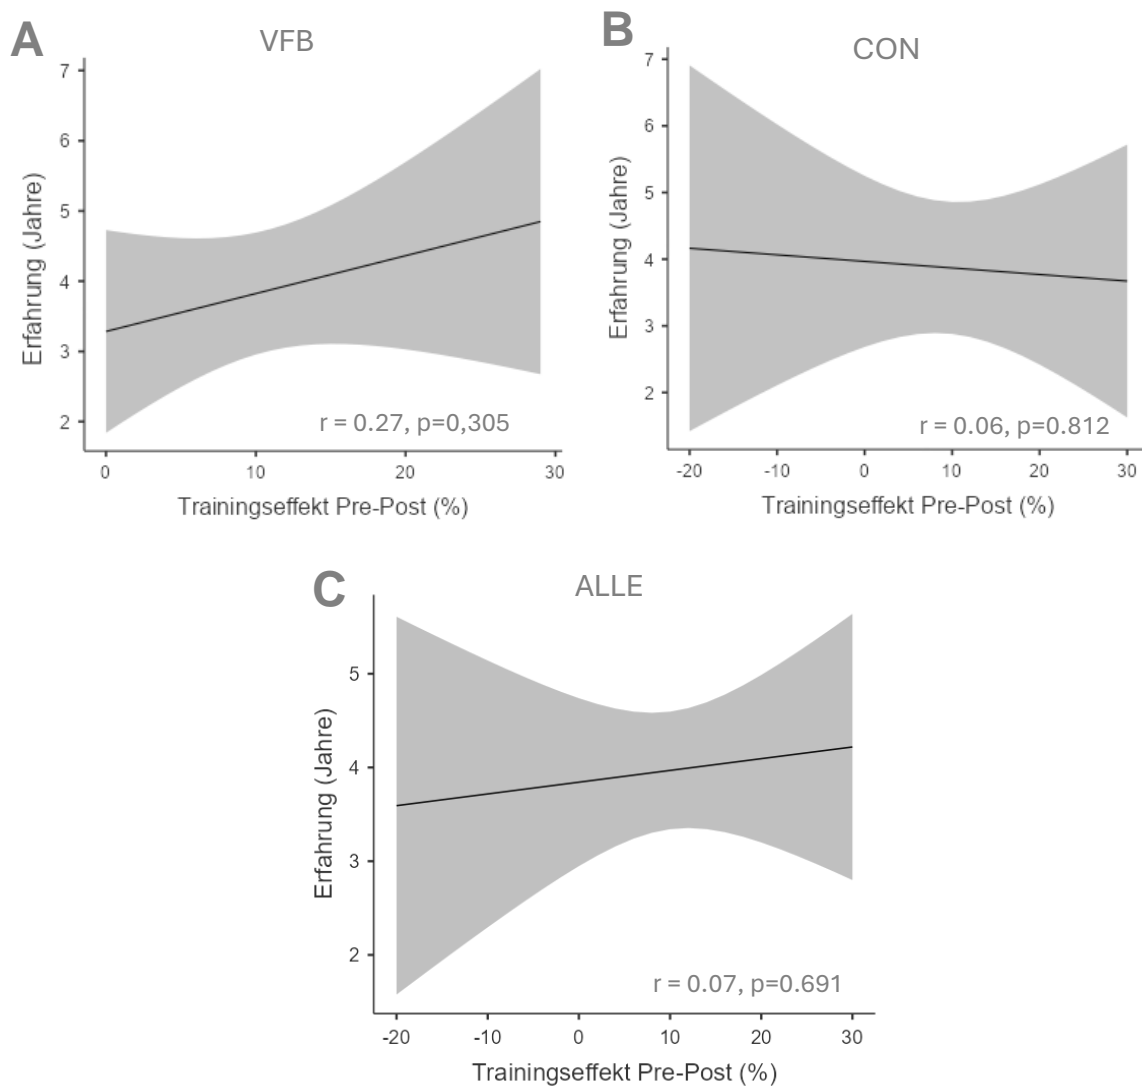 A
VFB
7
6
5
4
3
2
0
10
20
30
Erfahrung (Jahre)
Trainingseffekt Pre-Post (%)
r = 0.27, p=0,305
B
CON
7
6
5
4
3
2
-20
-10
0
10
20
30
Erfahrung (Jahre)
Trainingseffekt Pre-Post (%)
r = 0.06, p=0.812
C
ALLE
5
4
3
2
-20
-10
0
10
20
30
Erfahrung (Jahre)
Trainingseffekt Pre-Post (%)
r = 0.07, p=0.691